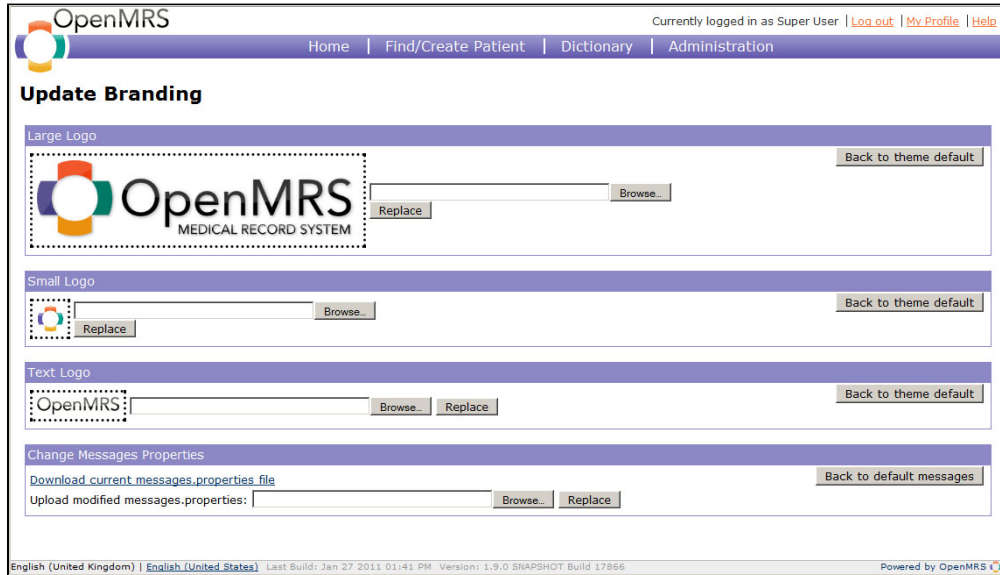 OpenMRS
Currently logged in as Super User | Log out | My Profile | Help
Home | Find/Create Patient | Dictionary | Administration
Update Branding
Large Logo
Back to theme default
OpenMRS
MEDICAL RECORD SYSTEM
Browse...
Replace
Small Logo
Back to theme default
Browse...
Replace
Text Logo
Back to theme default
OpenMRS
Browse... Replace
Change Messages Properties
Download current messages.properties file
Back to default messages
Upload modified messages.properties: Browse... Replace
English (United Kingdom) | English (United States) Last Build: Jan 27 2011 01:41 PM Version: 1.9.0 SNAPSHOT Build 17866
Powered by OpenMRS